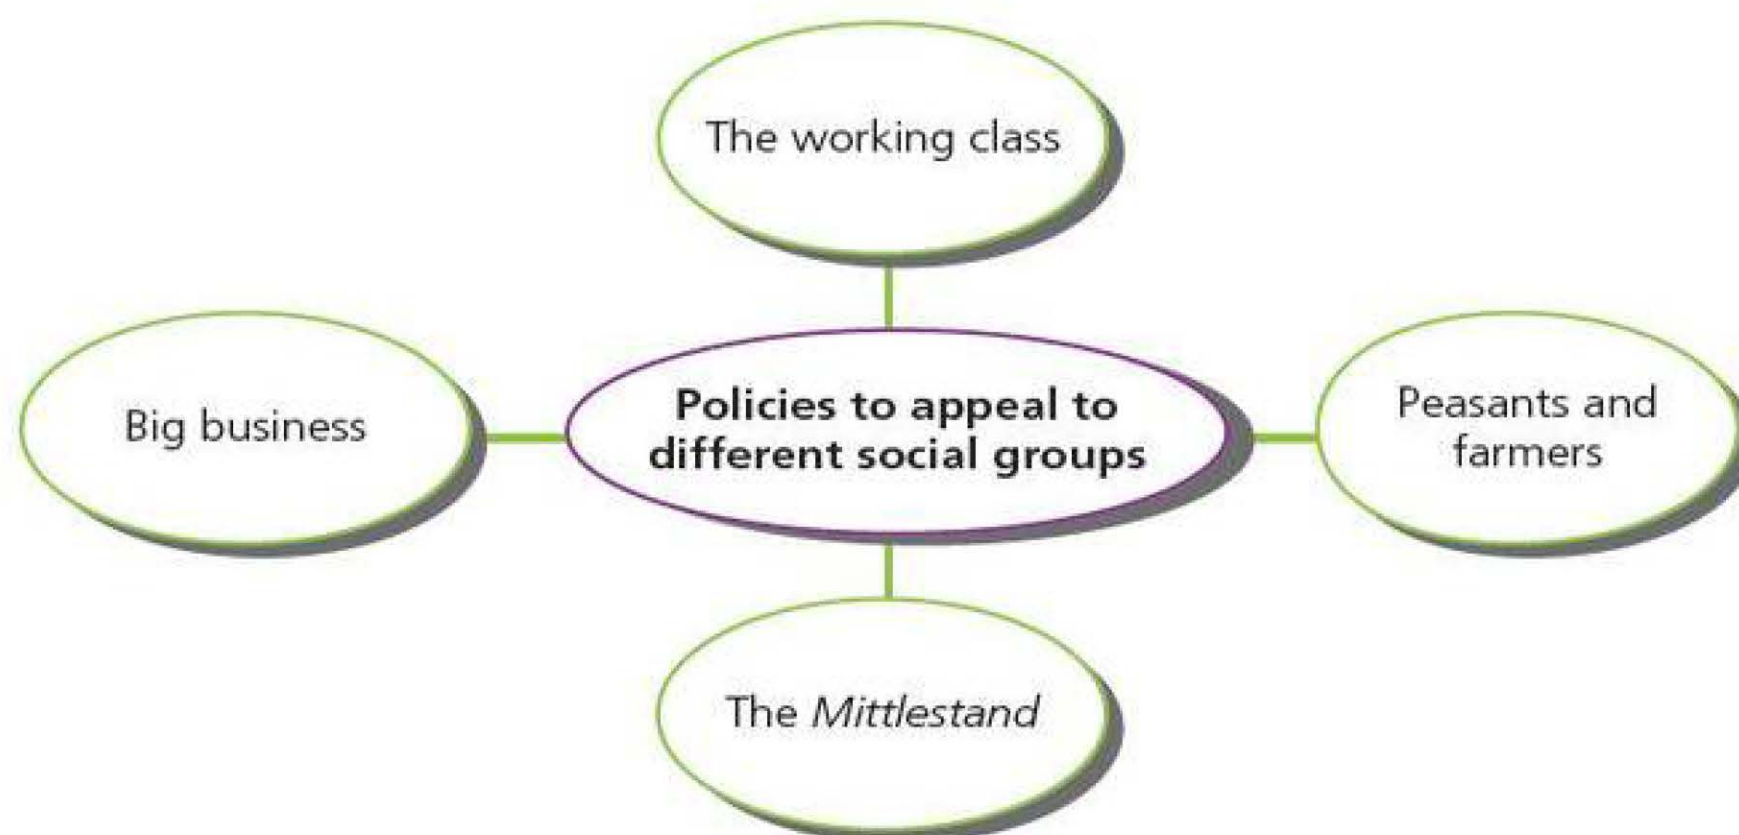 The working class
Big business
Policies to appeal to
different social groups
Peasants and
farmers
The Mittlestand